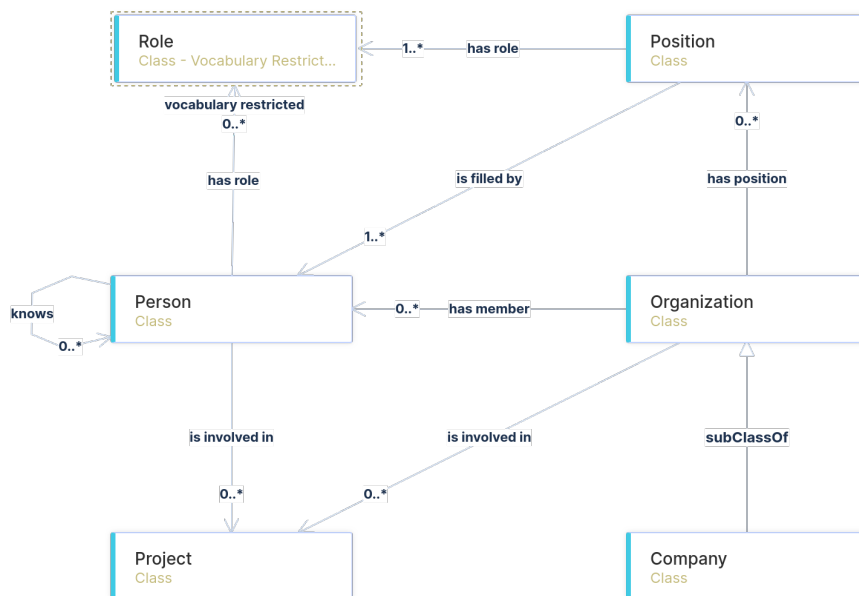 Role
Class - Vocabulary Restrict...
1..*
has role
Position
Class
vocabulary restricted
0..*
0..*
has role
is filled by
has position
1..*
Person
Class
knows
0..*
0..*
has member
Organization
Class
is involved in
is involved in
subClassOf
0..*
0..*
Project
Class
Company
Class